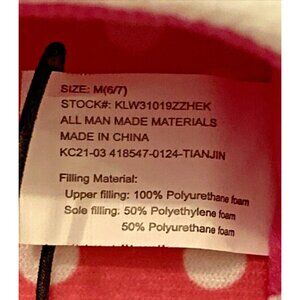 SIZE: M(6/7)
STOCK#: KLW31019ZZHEK
ALL MAN MADE MATERIALS
MADE IN CHINA
KC21-03 418547-0124-TIANJIN
Filling Material:
Upper filling: 100% Polyurethane foam
Sole filling: 50% Polyethylene foam
50% Polyurethane foam